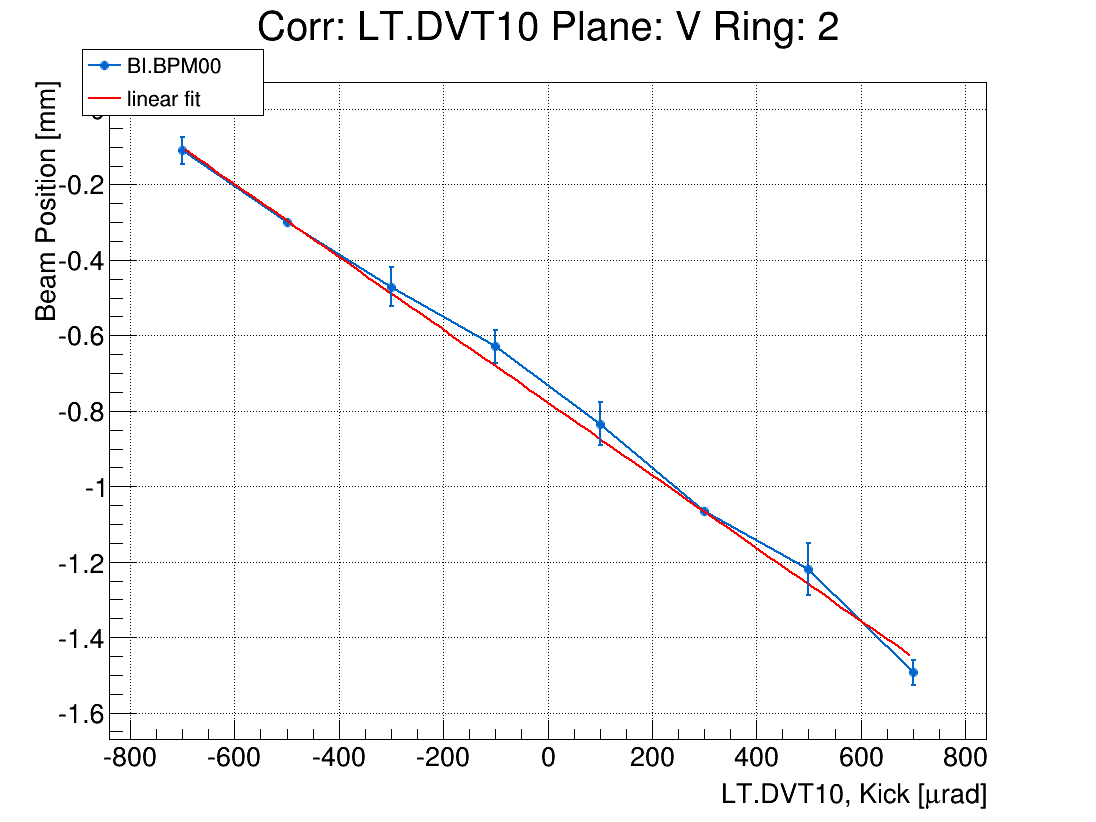 Corr: LT.DVT10 Plane: V Ring: 2
BI.BPM00
linear fit
Beam Position [mm]
-0.2
-0.4
-0.6
-0.8
-1
-1.2
-1.4
-1.6
-800 -600 -400 -200 0 200 400 600 800
LT.DVT10, Kick [μrad]